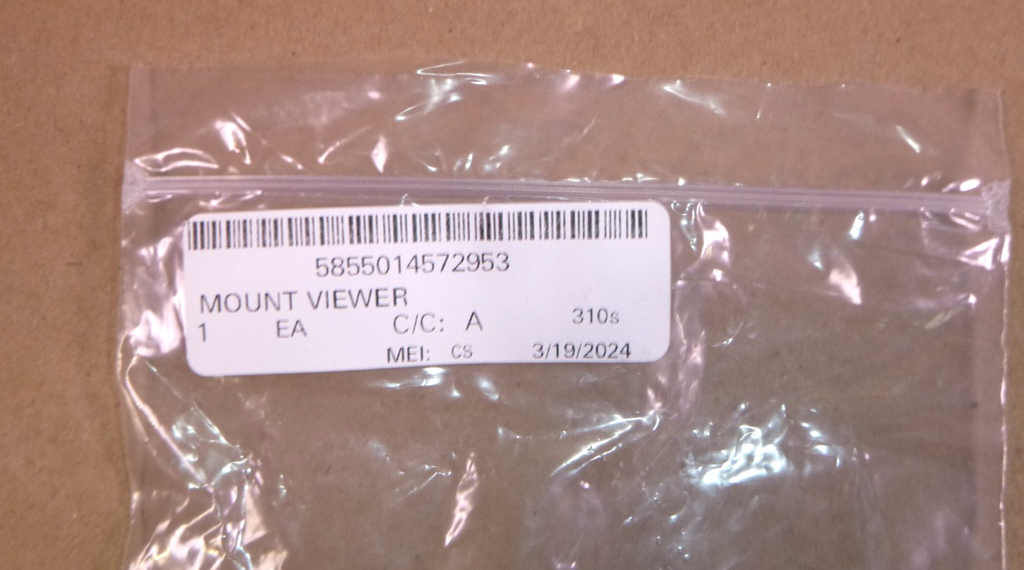 5855014572953
MOUNT VIEWER
1 EA C/C: A 310s
MEI: CS 3/19/2024